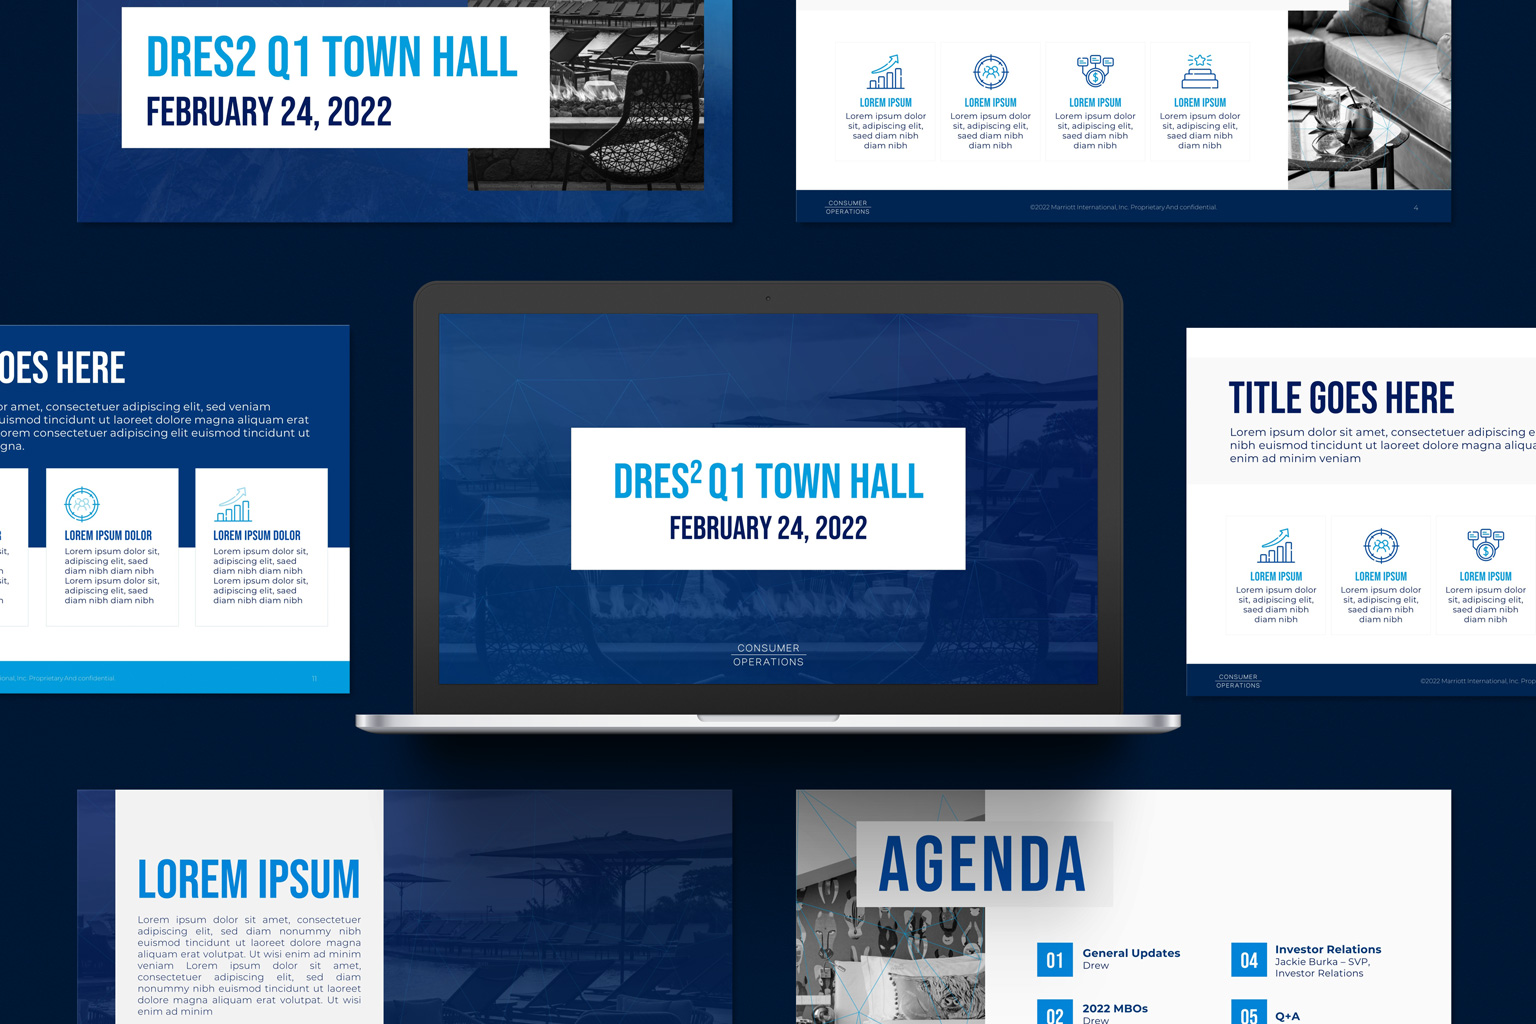 DRES2 Q1 TOWN HALL
FEBRUARY 24, 2022
LOREM IPSUM
Lorem ipsum dolor
sit, adipiscing elit,
saed diam nibh
diam nibh
LOREM IPSUM
Lorem ipsum dolor
sit, adipiscing elit,
saed diam nibh
diam nibh
LOREM IPSUM
Lorem ipsum dolor
sit, adipiscing elit,
saed diam nibh
diam nibh
LOREM IPSUM
Lorem ipsum dolor
sit, adipiscing elit,
saed diam nibh
diam nibh
CONSUMER
OPERATIONS
©2022 Marriott International, Inc. Proprietary And confidential.
4
OES HERE
or amet, consectetuer adipiscing elit, sed veniam
uismod tincidunt ut laoreet dolore magna aliquam erat
orem consectetuer adipiscing elit euismod tincidunt ut
gna.
LOREM IPSUM DOLOR
Lorem ipsum dolor sit,
adipiscing elit, saed
diam nibh diam nibh
Lorem ipsum dolor sit,
adipiscing elit, saed
diam nibh diam nibh
LOREM IPSUM DOLOR
Lorem ipsum dolor sit,
adipiscing elit, saed
diam nibh diam nibh
Lorem ipsum dolor sit,
adipiscing elit, saed
diam nibh diam nibh
ional, Inc. Proprietary And confidential.
11
DRES² Q1 TOWN HALL
FEBRUARY 24, 2022
CONSUMER
OPERATIONS
TITLE GOES HERE
Lorem ipsum dolor sit amet, consectetuer adipiscing e
nibh euismod tincidunt ut laoreet dolore magna aliqua
enim ad minim veniam
LOREM IPSUM
Lorem ipsum dolor
sit, adipiscing elit,
saed diam nibh
diam nibh
LOREM IPSUM
Lorem ipsum dolor
sit, adipiscing elit,
saed diam nibh
diam nibh
LOREM IPSUM
Lorem ipsum dolor
sit, adipiscing elit,
saed diam nibh
diam nibh
CONSUMER
OPERATIONS
©2022 Marriott International, Inc. Prop
LOREM IPSUM
Lorem ipsum dolor sit amet, consectetuer
adipiscing elit, sed diam nonummy nibh
euismod tincidunt ut laoreet dolore magna
aliquam erat volutpat. Ut wisi enim ad minim
veniam Lorem ipsum dolor sit amet,
consectetuer adipiscing elit, sed diam
nonummy nibh euismod tincidunt ut laoreet
dolore magna aliquam erat volutpat. Ut wisi
enim ad minim
AGENDA
01 General Updates
Drew
02 2022 MBOs
Drew
04 Investor Relations
Jackie Burka – SVP,
Investor Relations
05 Q+A